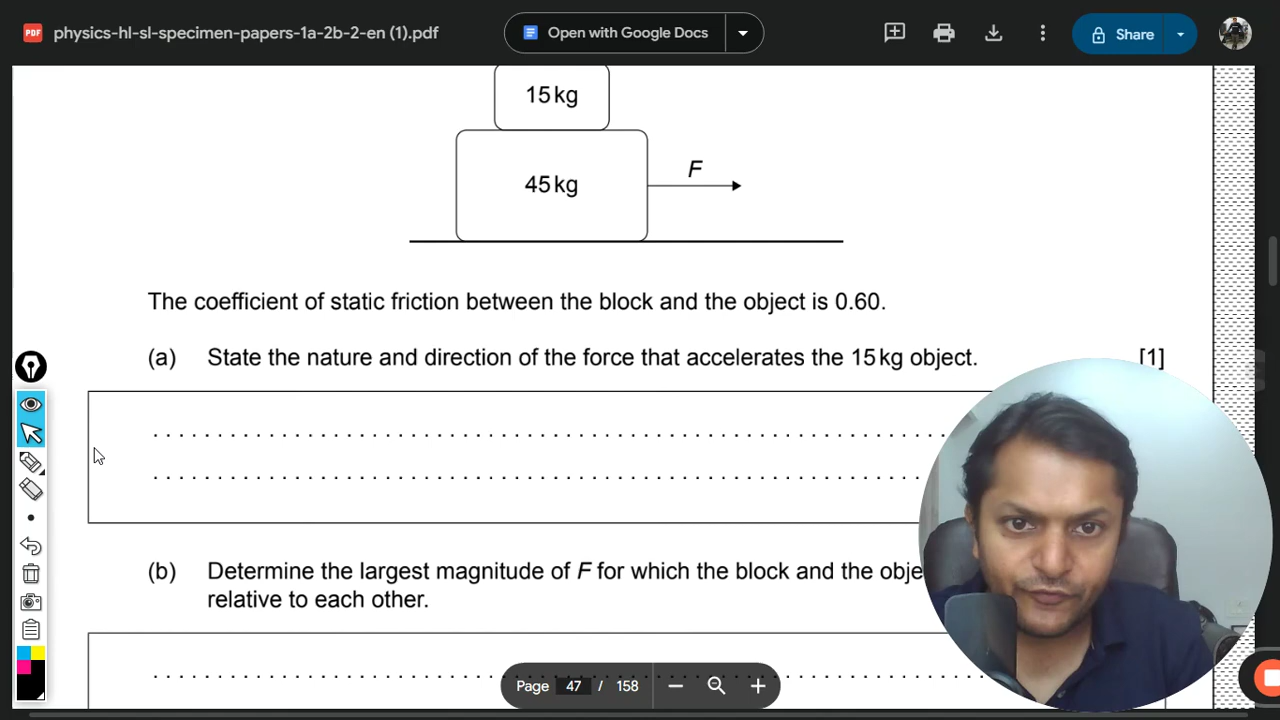 physics-hl-sl-specimen-papers-1a-2b-2-en (1).pdf
Open with Google Docs
Share
15 kg
45 kg
F
The coefficient of static friction between the block and the object is 0.60.
(a) State the nature and direction of the force that accelerates the 15 kg object. [1]
(b) Determine the largest magnitude of F for which the block and the obje
relative to each other.
Page 47 / 158